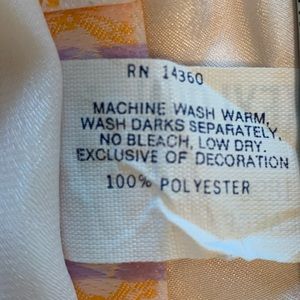 RN 14360
MACHINE WASH WARM,
WASH DARKS SEPARATELY,
NO BLEACH, LOW DRY.
EXCLUSIVE OF DECORATION
100% POLYESTER